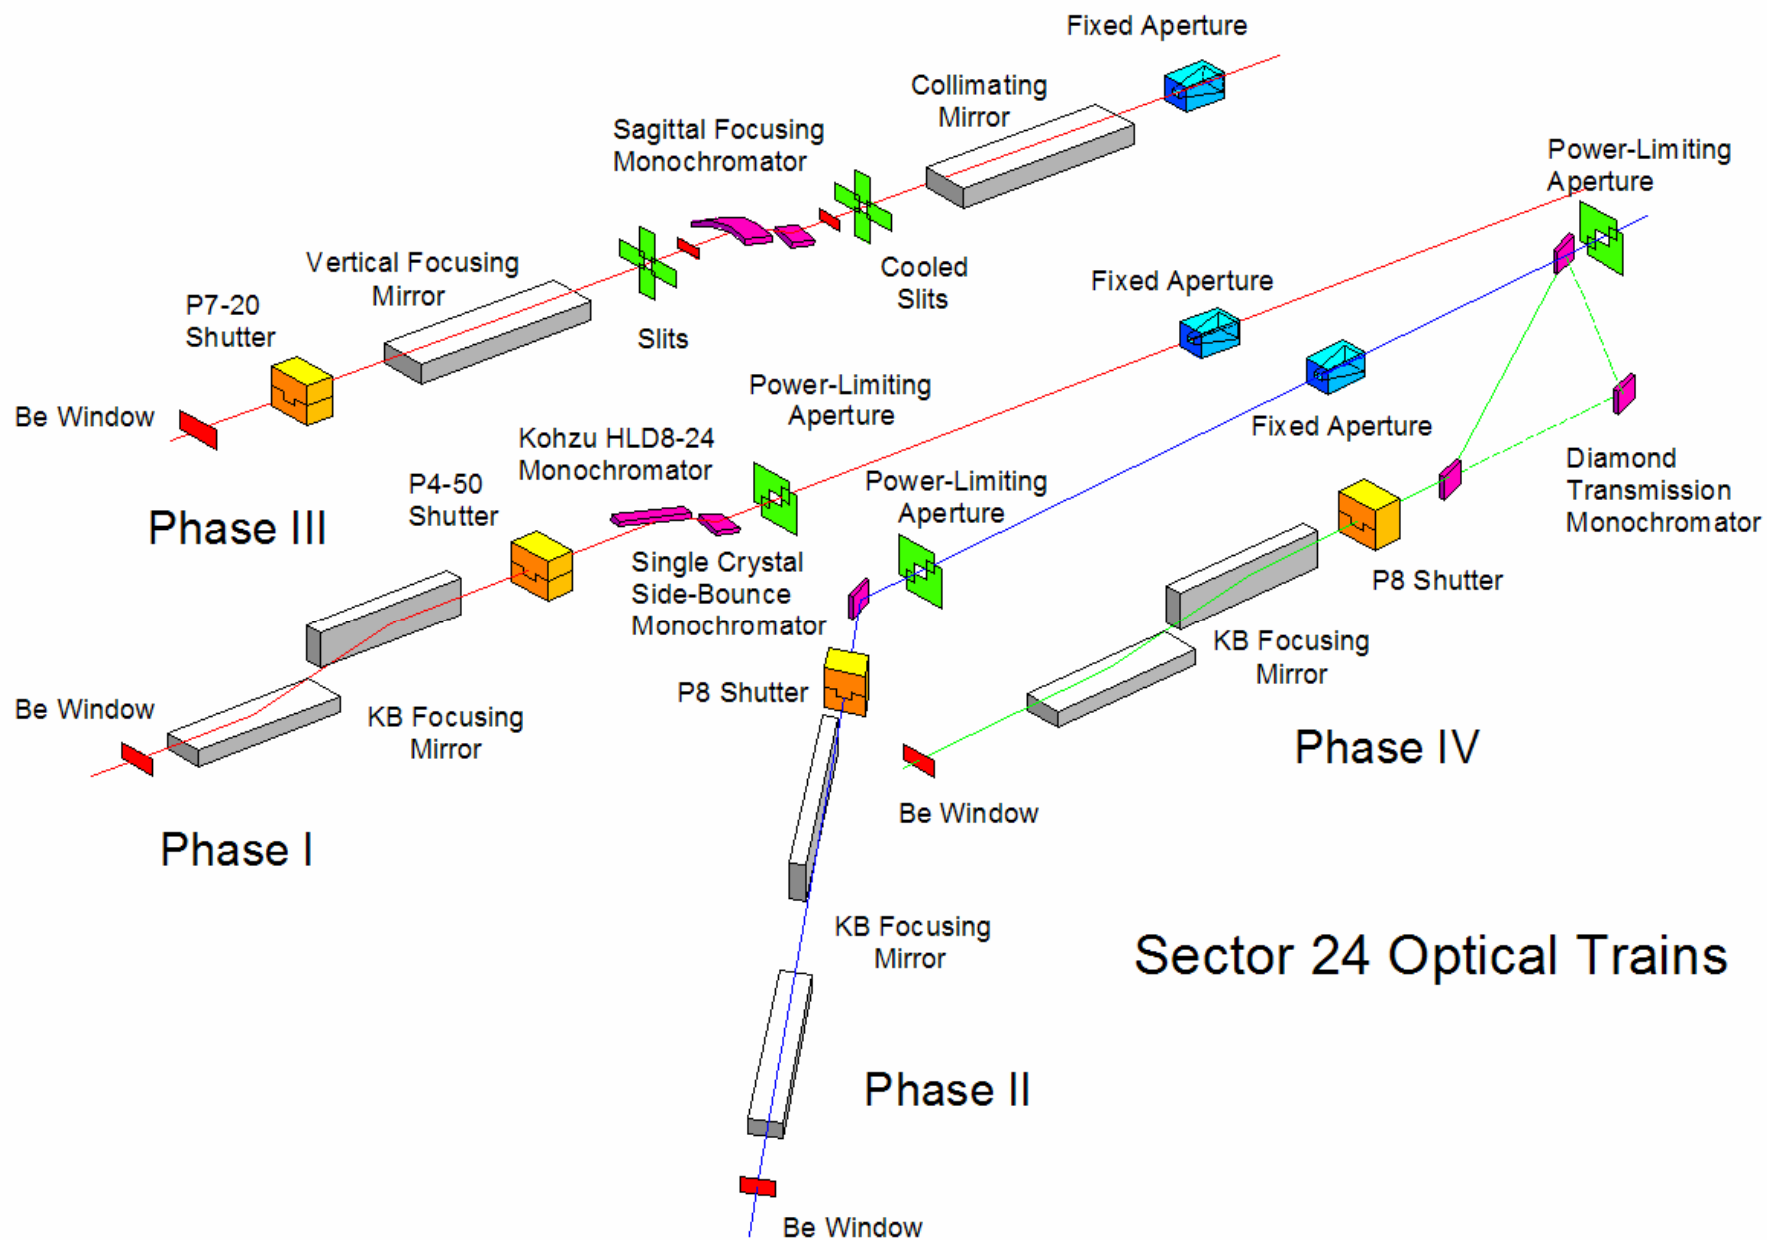 Fixed Aperture
Collimating
Mirror
Sagittal Focusing
Monochromator
Power-Limiting
Aperture
Cooled
Slits
Vertical Focusing
Mirror
Slits
P7-20
Shutter
Be Window
Fixed Aperture
Power-Limiting
Aperture
Fixed Aperture
Kohzu HLD8-24
Monochromator
P4-50
Shutter
Phase III
Power-Limiting
Aperture
Diamond
Transmission
Monochromator
Single Crystal
Side-Bounce
Monochromator
P8 Shutter
KB Focusing
Mirror
P8 Shutter
Be Window
KB Focusing
Mirror
Phase IV
Be Window
Phase I
KB Focusing
Mirror
Sector 24 Optical Trains
Phase II
Be Window